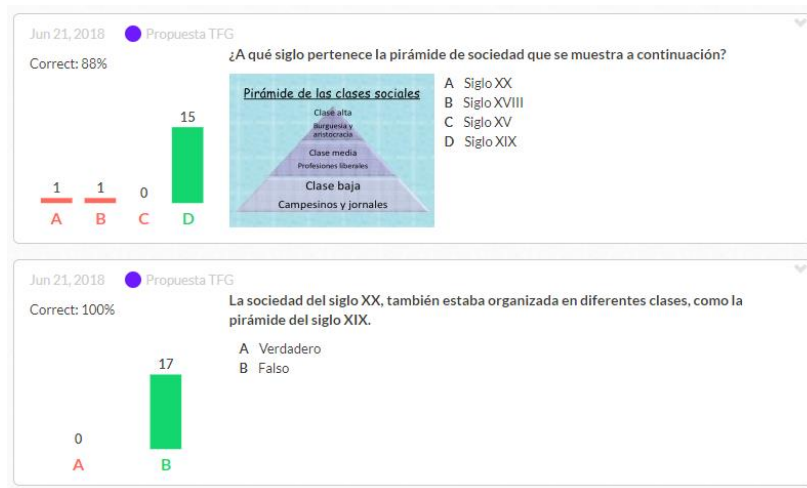 Jun 21, 2018 Propuesta TFG
Correct: 88%
¿A qué siglo pertenece la pirámide de sociedad que se muestra a continuación?
Pirámide de las clases sociales
Clase alta
Burguesía y
aristocracia
Clase media
Profesiones liberales
Clase baja
Campesinos y jornales
A Siglo XX
B Siglo XVIII
C Siglo XV
D Siglo XIX
1 1 0 15
A B C D
Jun 21, 2018 Propuesta TFG
Correct: 100%
La sociedad del siglo XX, también estaba organizada en diferentes clases, como la
pirámide del siglo XIX.
A Verdadero
B Falso
0 17
A B